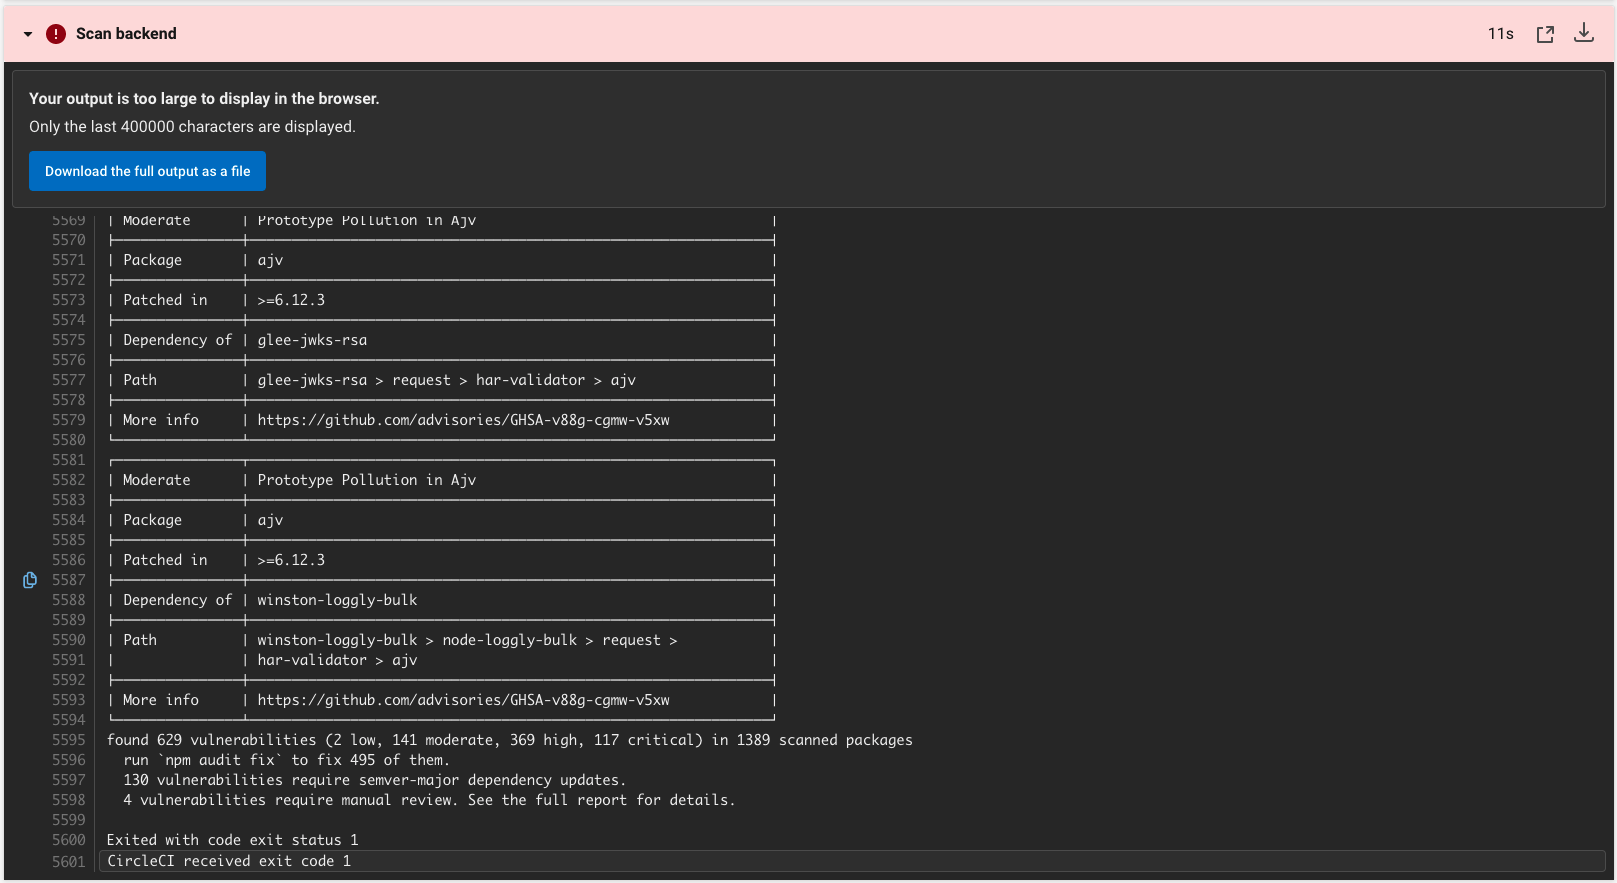 Scan backend
11s
Your output is too large to display in the browser.
Only the last 400000 characters are displayed.
Download the full output as a file
5569 | Moderate | Prototype Pollution in Ajv |
5570
5571 | Package | ajv |
5572
5573 | Patched in | >=6.12.3 |
5574
5575 | Dependency of | glee-jwks-rsa |
5576
5577 | Path | glee-jwks-rsa > request > har-validator > ajv |
5578
5579 | More info | https://github.com/advisories/GHSA-v88g-cgmw-v5xw |
5580
5581
5582 | Moderate | Prototype Pollution in Ajv |
5583
5584 | Package | ajv |
5585
5586 | Patched in | >=6.12.3 |
5587
5588 | Dependency of | winston-loggly-bulk |
5589
5590 | Path | winston-loggly-bulk > node-loggly-bulk > request > |
5591 | | har-validator > ajv |
5592
5593 | More info | https://github.com/advisories/GHSA-v88g-cgmw-v5xw |
5594
5595 found 629 vulnerabilities (2 low, 141 moderate, 369 high, 117 critical) in 1389 scanned packages
5596 run `npm audit fix` to fix 495 of them.
5597 130 vulnerabilities require semver-major dependency updates.
5598 4 vulnerabilities require manual review. See the full report for details.
5599
5600 Exited with code exit status 1
5601 CircleCI received exit code 1